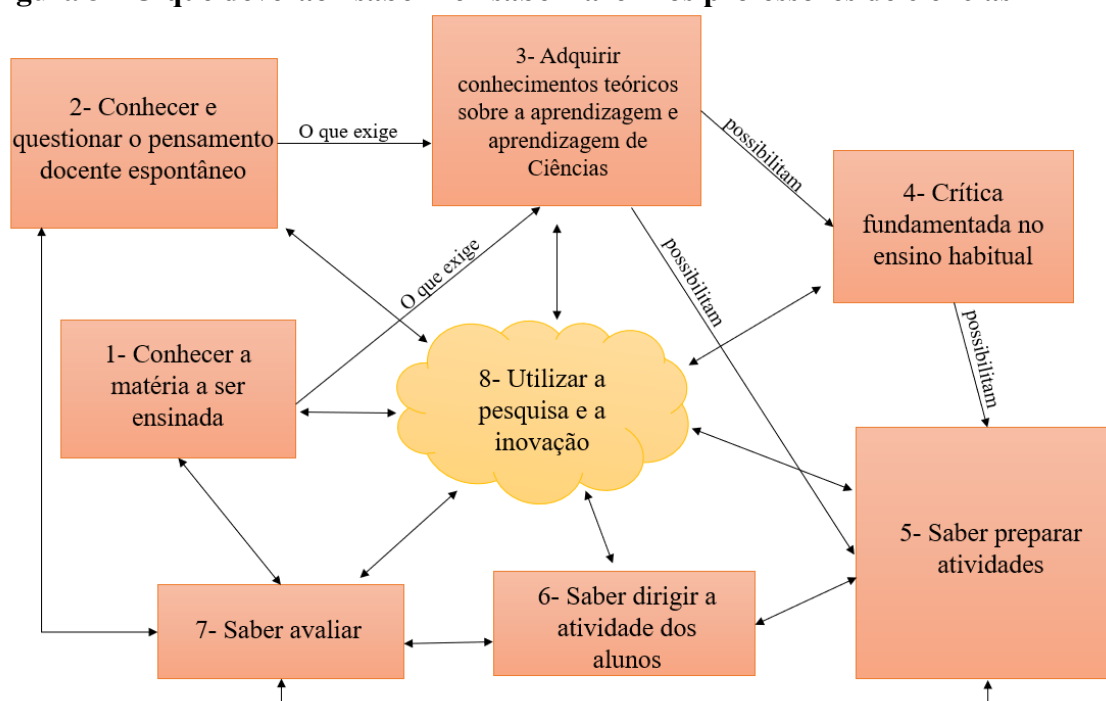 3- Adquirir
conhecimentos teóricos
sobre a aprendizagem e
aprendizagem de
Ciências
2- Conhecer e
questionar o pensamento
docente espontâneo
O que exige
possibilitam
4- Crítica
fundamentada no
ensino habitual
O que exige
possibilitam
possibilitam
1- Conhecer a
matéria a ser
ensinada
8- Utilizar a
pesquisa e a
inovação
5- Saber preparar
atividades
6- Saber dirigir a
atividade dos
alunos
7- Saber avaliar